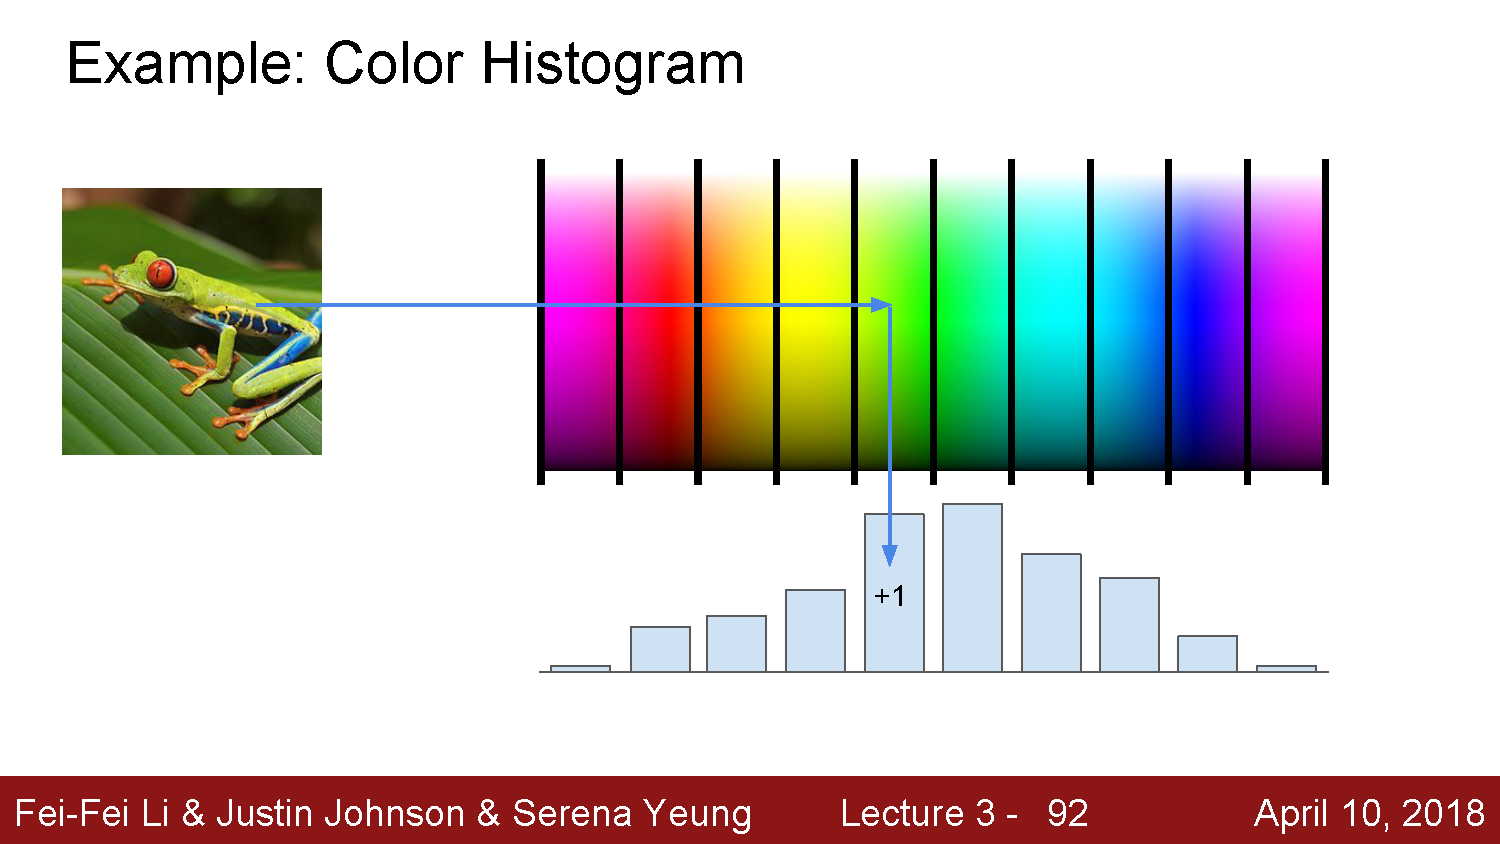 Example: Color Histogram
+1
Fei-Fei Li & Justin Johnson & Serena Yeung Lecture 3 - 92 April 10, 2018